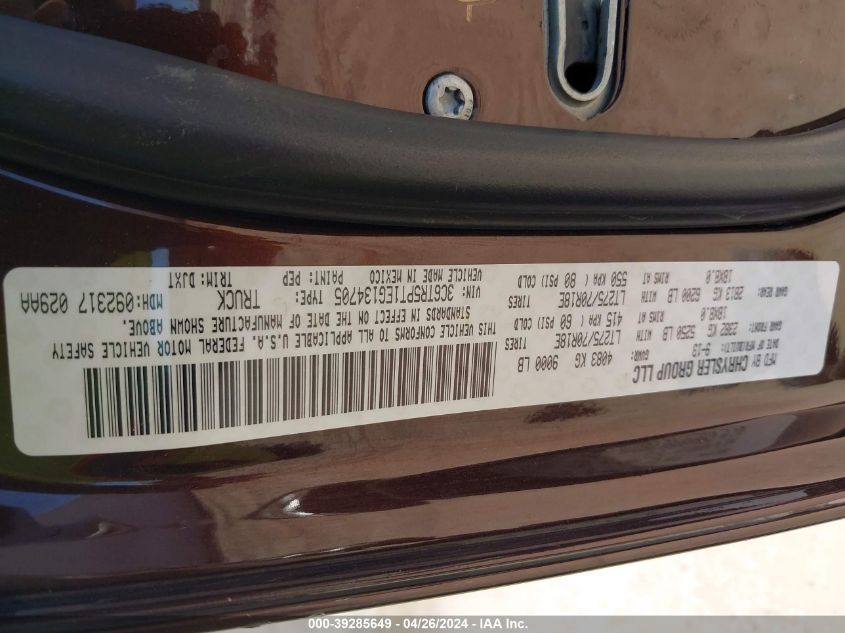 MFD BY CHRYSLER GROUP LLC
DATE OF MFR/MULTI: 9-13 GVWR: 4083 KG 9000 LB
GAWR FRONT: 2382 KG 5250 LB WITH LT275/70R18E TIRES
18X8.0 RIMS AT 415 KPA ( 60 PSI) COLD
GAWR REAR: 2813 KG 6200 LB WITH LT275/70R18E TIRES
18X8.0 RIMS AT 550 KPA ( 80 PSI) COLD
THIS VEHICLE CONFORMS TO ALL APPLICABLE U.S.A. FEDERAL MOTOR VEHICLE SAFETY
STANDARDS IN EFFECT ON THE DATE OF MANUFACTURE SHOWN ABOVE.
VIN: 3C6TR5PT1EG134705 TYPE: TRUCK MDH: 092317 029AA
VEHICLE MADE IN MEXICO PAINT: PEP TRIM: DJXT
000-39285649 - 04/26/2024 - IAA Inc.